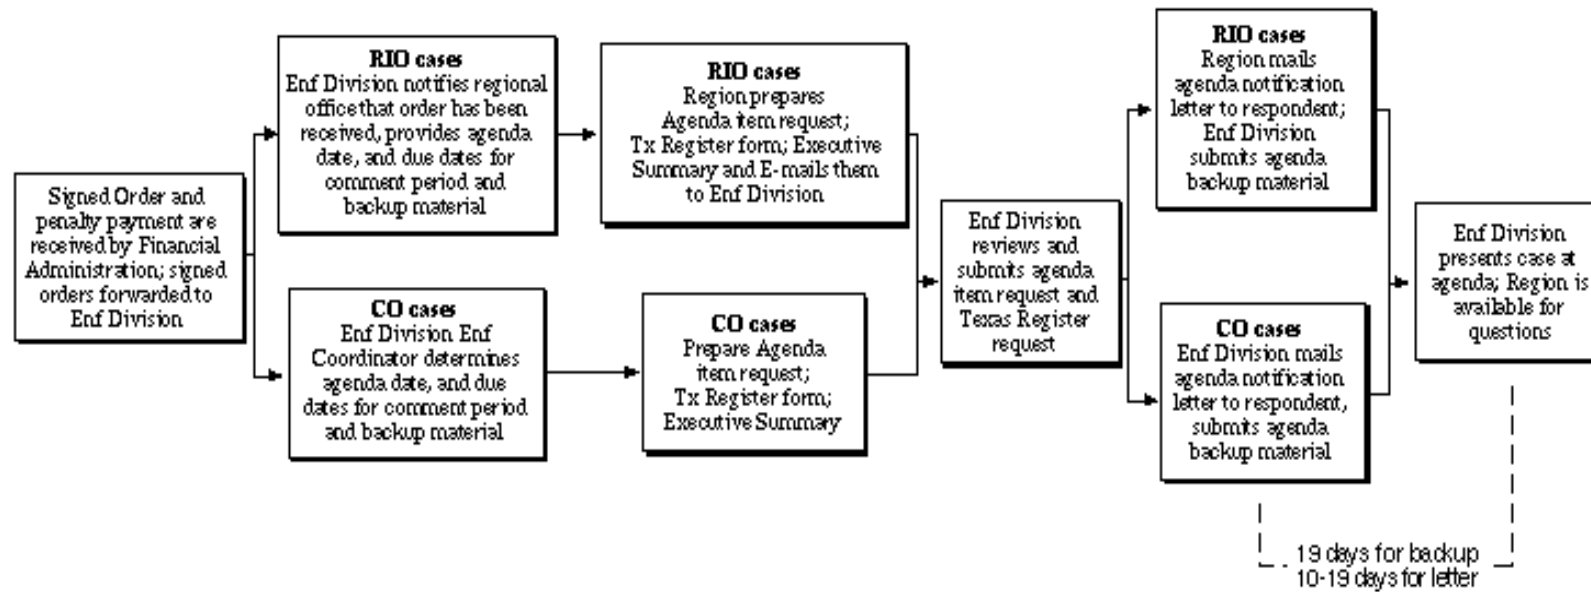 Signed Order and
penalty payment are
received by Financial
Administration; signed
orders forwarded to
Enf Division
RIO cases
Enf Division notifies regional
office that order has been
received, provides agenda
date, and due dates for
comment period and
backup material
CO cases
Enf Division Enf
Coordinator determines
agenda date, and due
dates for comment period
and backup material
RIO cases
Region prepares
Agenda item request;
Tx Register form; Executive
Summary and E-mails them
to Enf Division
CO cases
Prepare Agenda
item request;
Tx Register form;
Executive Summary
Enf Division
reviews and
submits agenda
item request and
Texas Register
request
RIO cases
Region mails
agenda notification
letter to respondent;
Enf Division
submits agenda
backup material
CO cases
Enf Division mails
agenda notification
letter to respondent,
submits agenda
backup material
Enf Division
presents case at
agenda; Region is
available for
questions
19 days for backup
10-19 days for letter